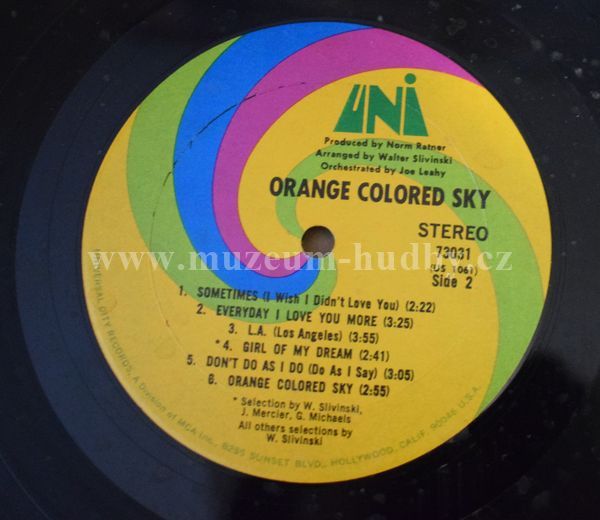 UNI
Produced by Norm Ratner
Arranged by Walter Slivinski
Orchestrated by Joe Leahy
ORANGE COLORED SKY
STEREO
73031
(US 1061)
Side 2
www.muzeum-hudby.cz
1. SOMETIMES (I Wish I Didn't Love You) (2:22)
2. EVERYDAY I LOVE YOU MORE (3:25)
3. L.A. (Los Angeles) (3:55)
*4. GIRL OF MY DREAM (2:41)
5. DON'T DO AS I DO (Do As I Say) (3:05)
6. ORANGE COLORED SKY (2:55)
* Selection by W. Slivinski,
J. Mercier, G. Michaels
All others selections by
W. Slivinski
UNIVERSAL CITY RECORDS, A Division of MCA Inc., 8255 SUNSET BLVD., HOLLYWOOD, CALIF. 90046 U.S.A.